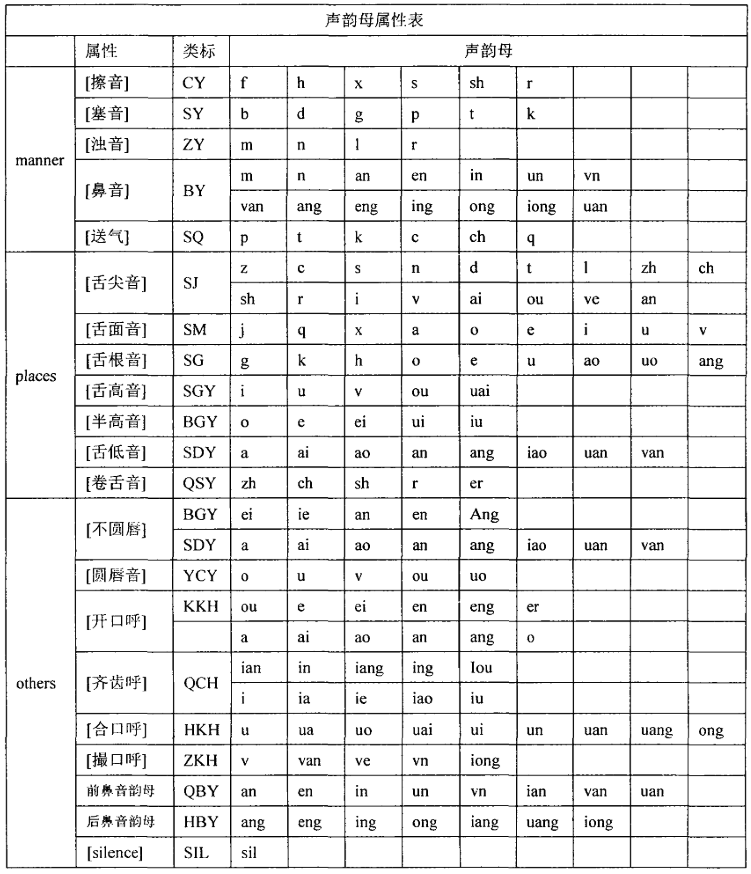 声韵母属性表
属性 类标 声韵母
manner
[擦音] CY f h x s sh r
[塞音] SY b d g p t k
[浊音] ZY m n l r
[鼻音] BY m n an en in un vn
van ang eng ing ong iong uan
[送气] SQ p t k c ch q
places
[舌尖音] SJ z c s n d t l zh ch
sh r i v ai ou ve an
[舌面音] SM j q x a o e i u v
[舌根音] SG g k h o e u ao uo ang
[舌高音] SGY i u v ou uai
[半高音] BGY o e ei ui iu
[舌低音] SDY a ai ao an ang iao uan van
[卷舌音] QSY zh ch sh r er
others
[不圆唇] BGY ei ie an en Ang
SDY a ai ao an ang iao uan van
[圆唇音] YCY o u v ou uo
[开口呼] KKH ou e ei en eng er
a ai ao an ang o
[齐齿呼] QCH ian in iang ing Iou
i ia ie iao iu
[合口呼] HKH u ua uo uai ui un uan uang ong
[撮口呼] ZKH v van ve vn iong
前鼻音韵母 QBY an en in un vn ian van uan
后鼻音韵母 HBY ang eng ing ong iang uang iong
[silence] SIL sil